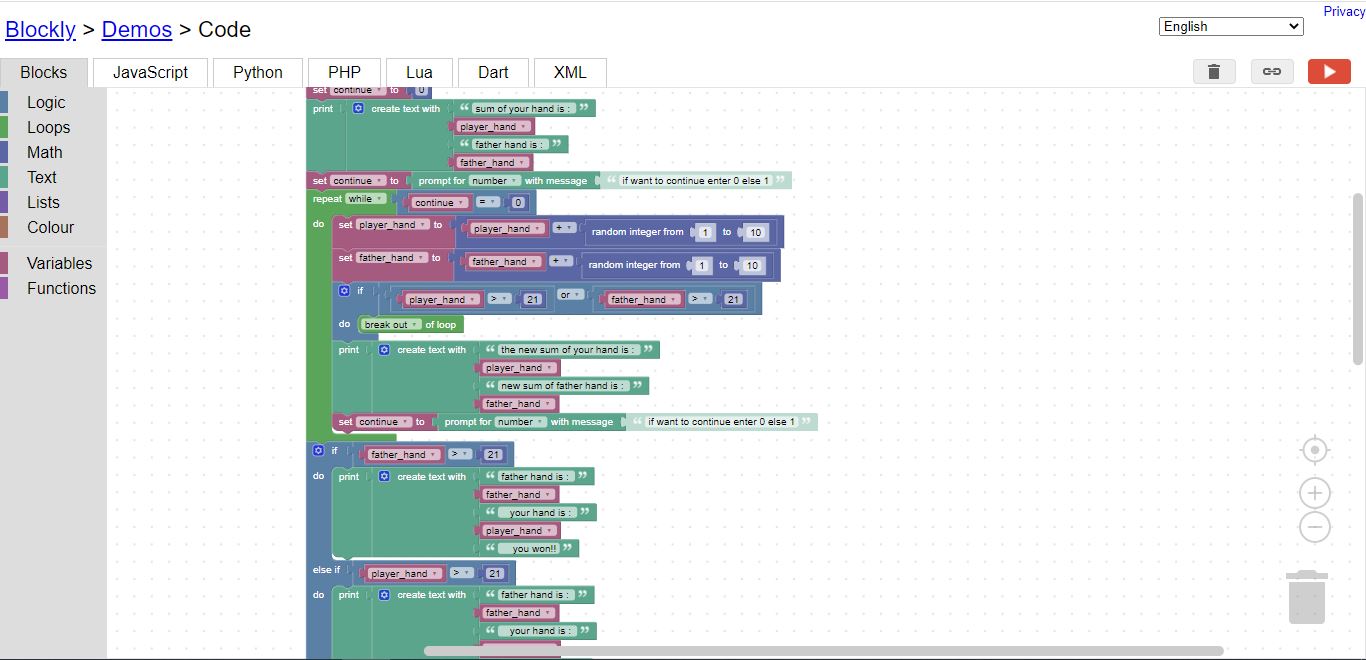 Privacy
Blockly > Demos > Code
English
Blocks JavaScript Python PHP Lua Dart XML
Logic
Loops
Math
Text
Lists
Colour
Variables
Functions
set continue to 0
print create text with “ sum of your hand is : ”
player_hand
“ father hand is : ”
father_hand
set continue to prompt for number with message “ if want to continue enter 0 else 1 ”
repeat while continue = 0
do set player_hand to player_hand + random integer from 1 to 10
set father_hand to father_hand + random integer from 1 to 10
if player_hand > 21 or father_hand > 21
do break out of loop
print create text with “ the new sum of your hand is : ”
player_hand
“ new sum of father hand is : ”
father_hand
set continue to prompt for number with message “ if want to continue enter 0 else 1 ”
if father_hand > 21
do print create text with “ father hand is : ”
father_hand
“ your hand is : ”
player_hand
“ you won!! ”
else if player_hand > 21
do print create text with “ father hand is : ”
father_hand
“ your hand is : ”